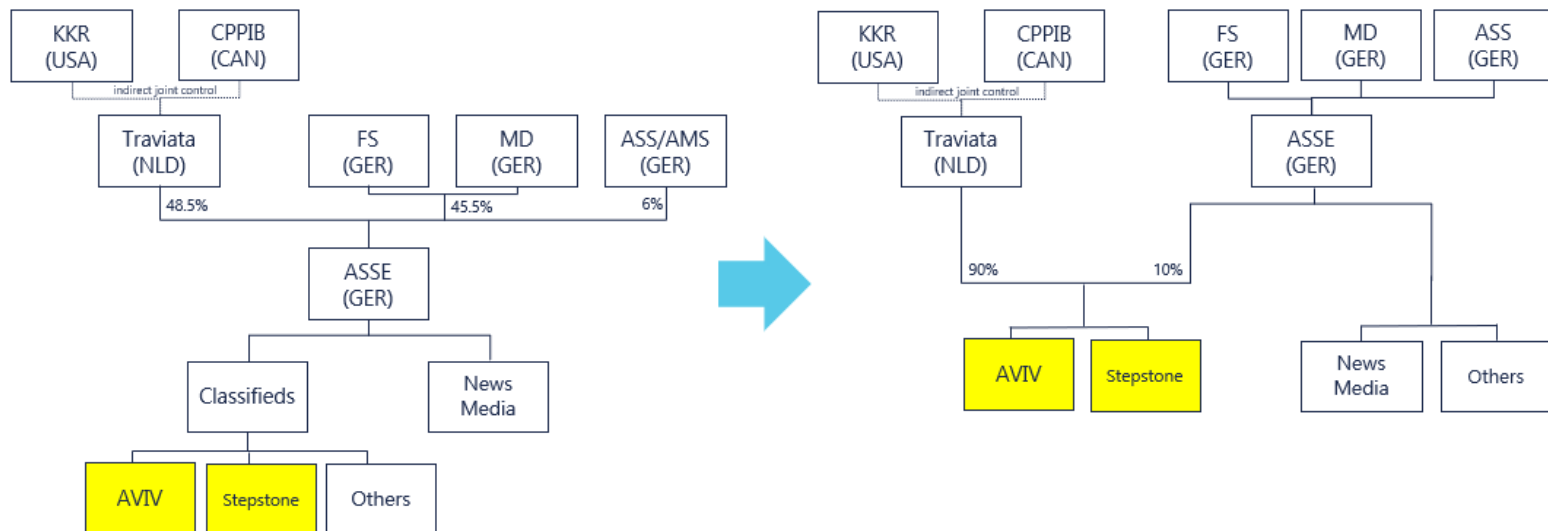 KKR
(USA)
CPPIB
(CAN)
indirect joint control
Traviata
(NLD)
FS
(GER)
MD
(GER)
ASS/AMS
(GER)
48.5%
45.5%
6%
ASSE
(GER)
Classifieds
News
Media
AVIV
Stepstone
Others
KKR
(USA)
CPPIB
(CAN)
FS
(GER)
MD
(GER)
ASS
(GER)
indirect joint control
Traviata
(NLD)
ASSE
(GER)
90%
10%
AVIV
Stepstone
News
Media
Others